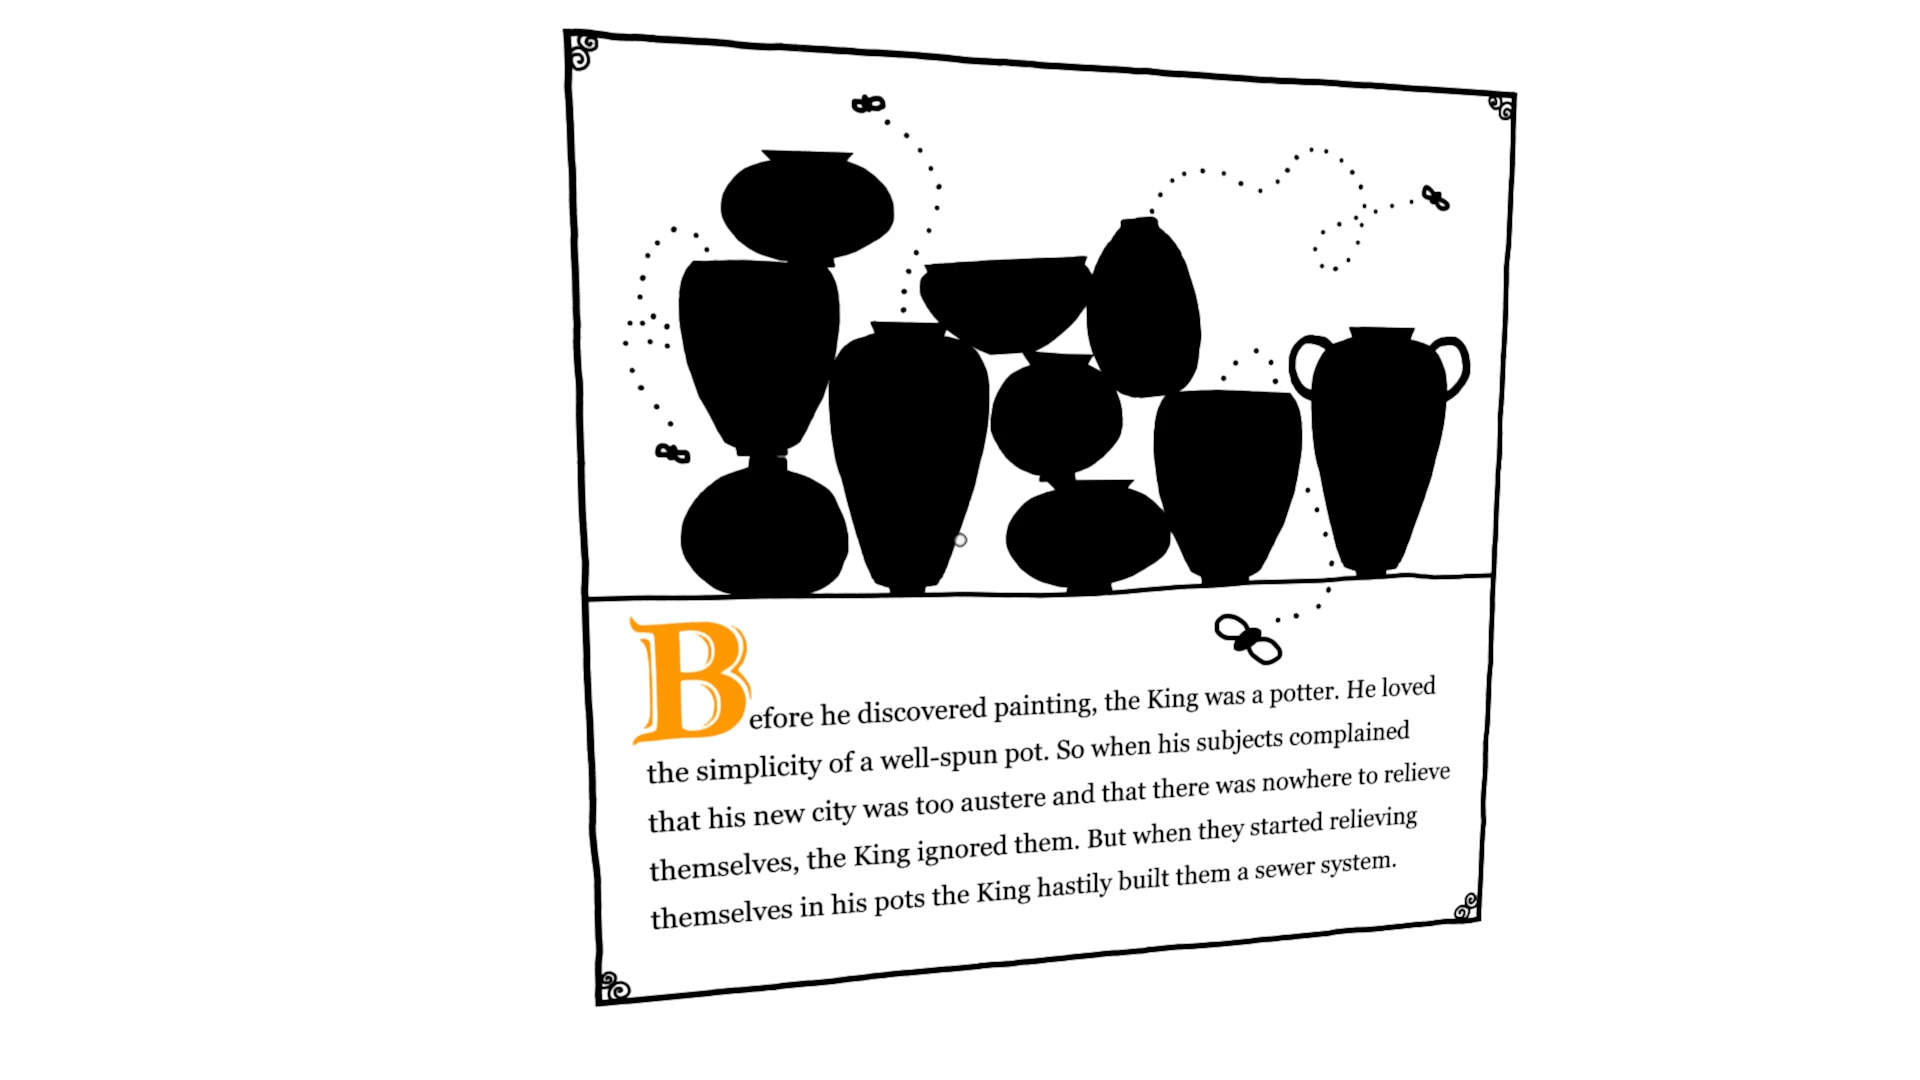 Before he discovered painting, the King was a potter. He loved
the simplicity of a well-spun pot. So when his subjects complained
that his new city was too austere and that there was nowhere to relieve
themselves, the King ignored them. But when they started relieving
themselves in his pots the King hastily built them a sewer system.